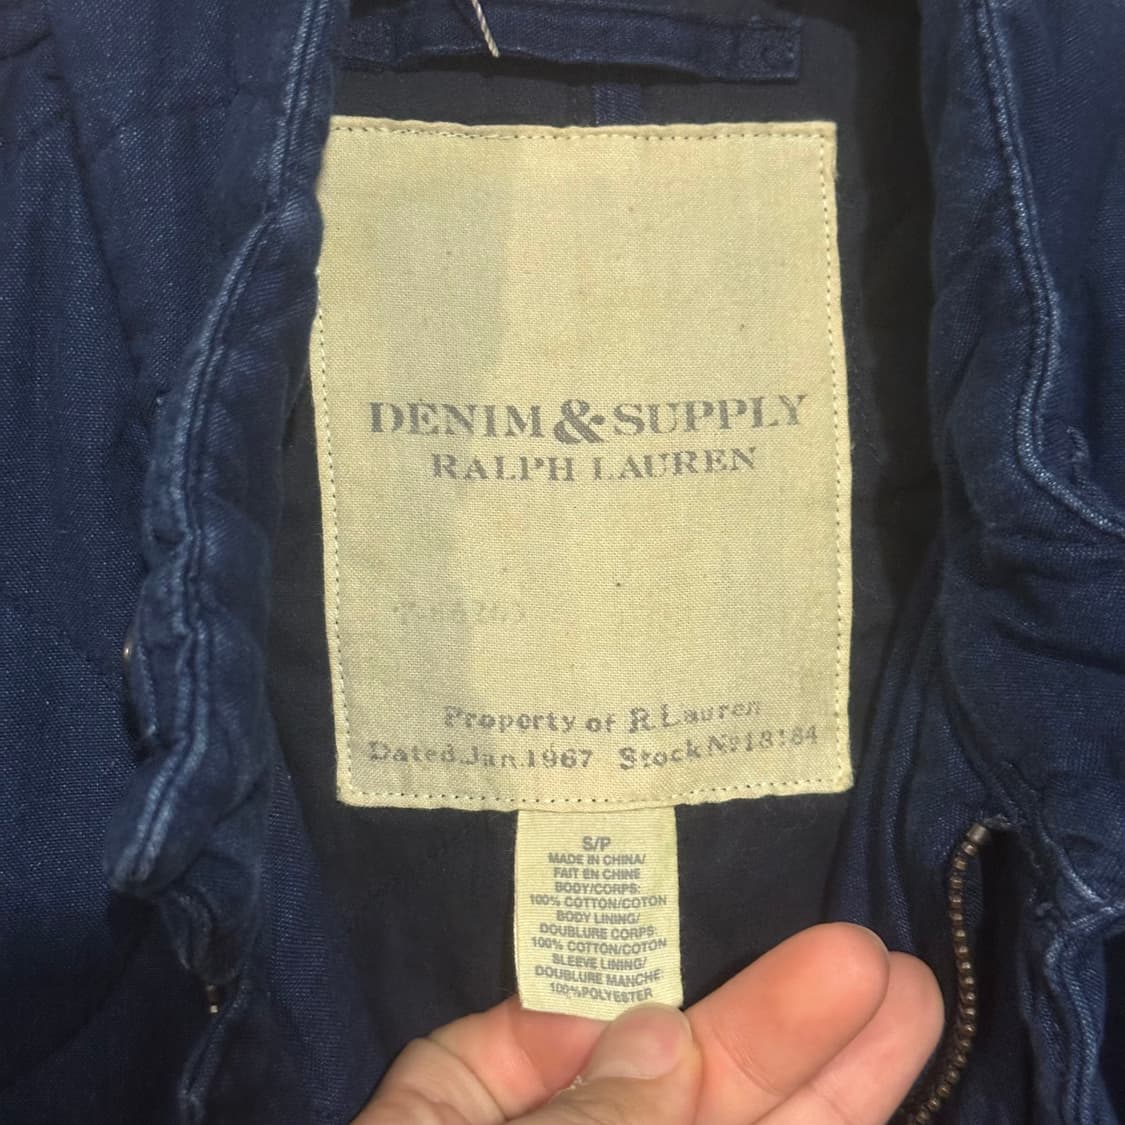 DENIM & SUPPLY
RALPH LAUREN
Property of R. Lauren
Dated Jan. 1967 Stock Nº 18184
S/P
MADE IN CHINA/
FAIT EN CHINE
BODY/CORPS:
100% COTTON/COTON
BODY LINING/
DOUBLURE CORPS:
100% COTTON/COTON
SLEEVE LINING/
DOUBLURE MANCHE:
100%POLYESTER